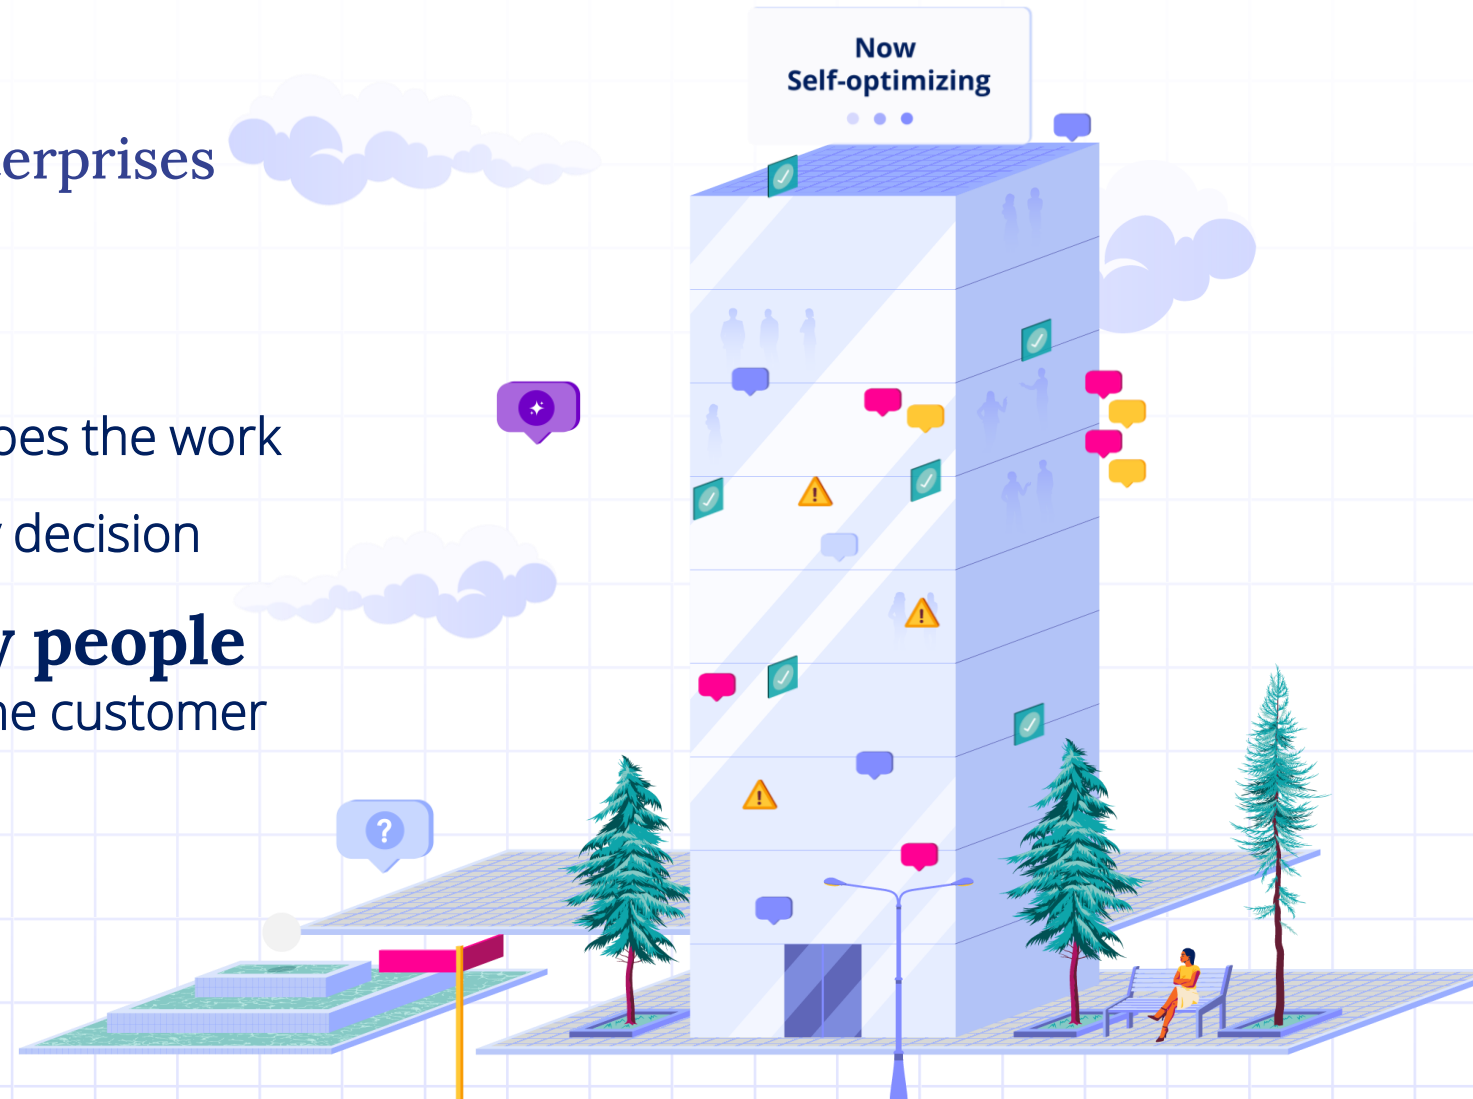 Now
Self-optimizing
erprises
oes the work
decision
people
ne customer
?